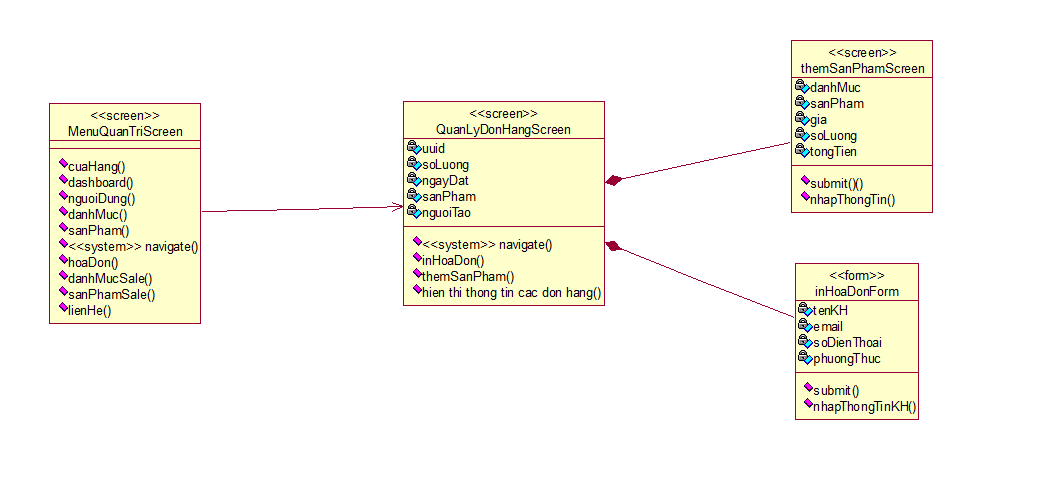 <<screen>>
MenuQuanTriScreen
cuaHang()
dashboard()
nguoiDung()
danhMuc()
sanPham()
<<system>> navigate()
hoaDon()
danhMucSale()
sanPhamSale()
lienHe()
<<screen>>
QuanLyDonHangScreen
uuid
soLuong
ngayDat
sanPham
nguoiTao
<<system>> navigate()
inHoaDon()
themSanPham()
hien thi thong tin cac don hang()
<<screen>>
themSanPhamScreen
danhMuc
sanPham
gia
soLuong
tongTien
submit()()
nhapThongTin()
<<form>>
inHoaDonForm
tenKH
email
soDienThoai
phuongThuc
submit()
nhapThongTinKH()